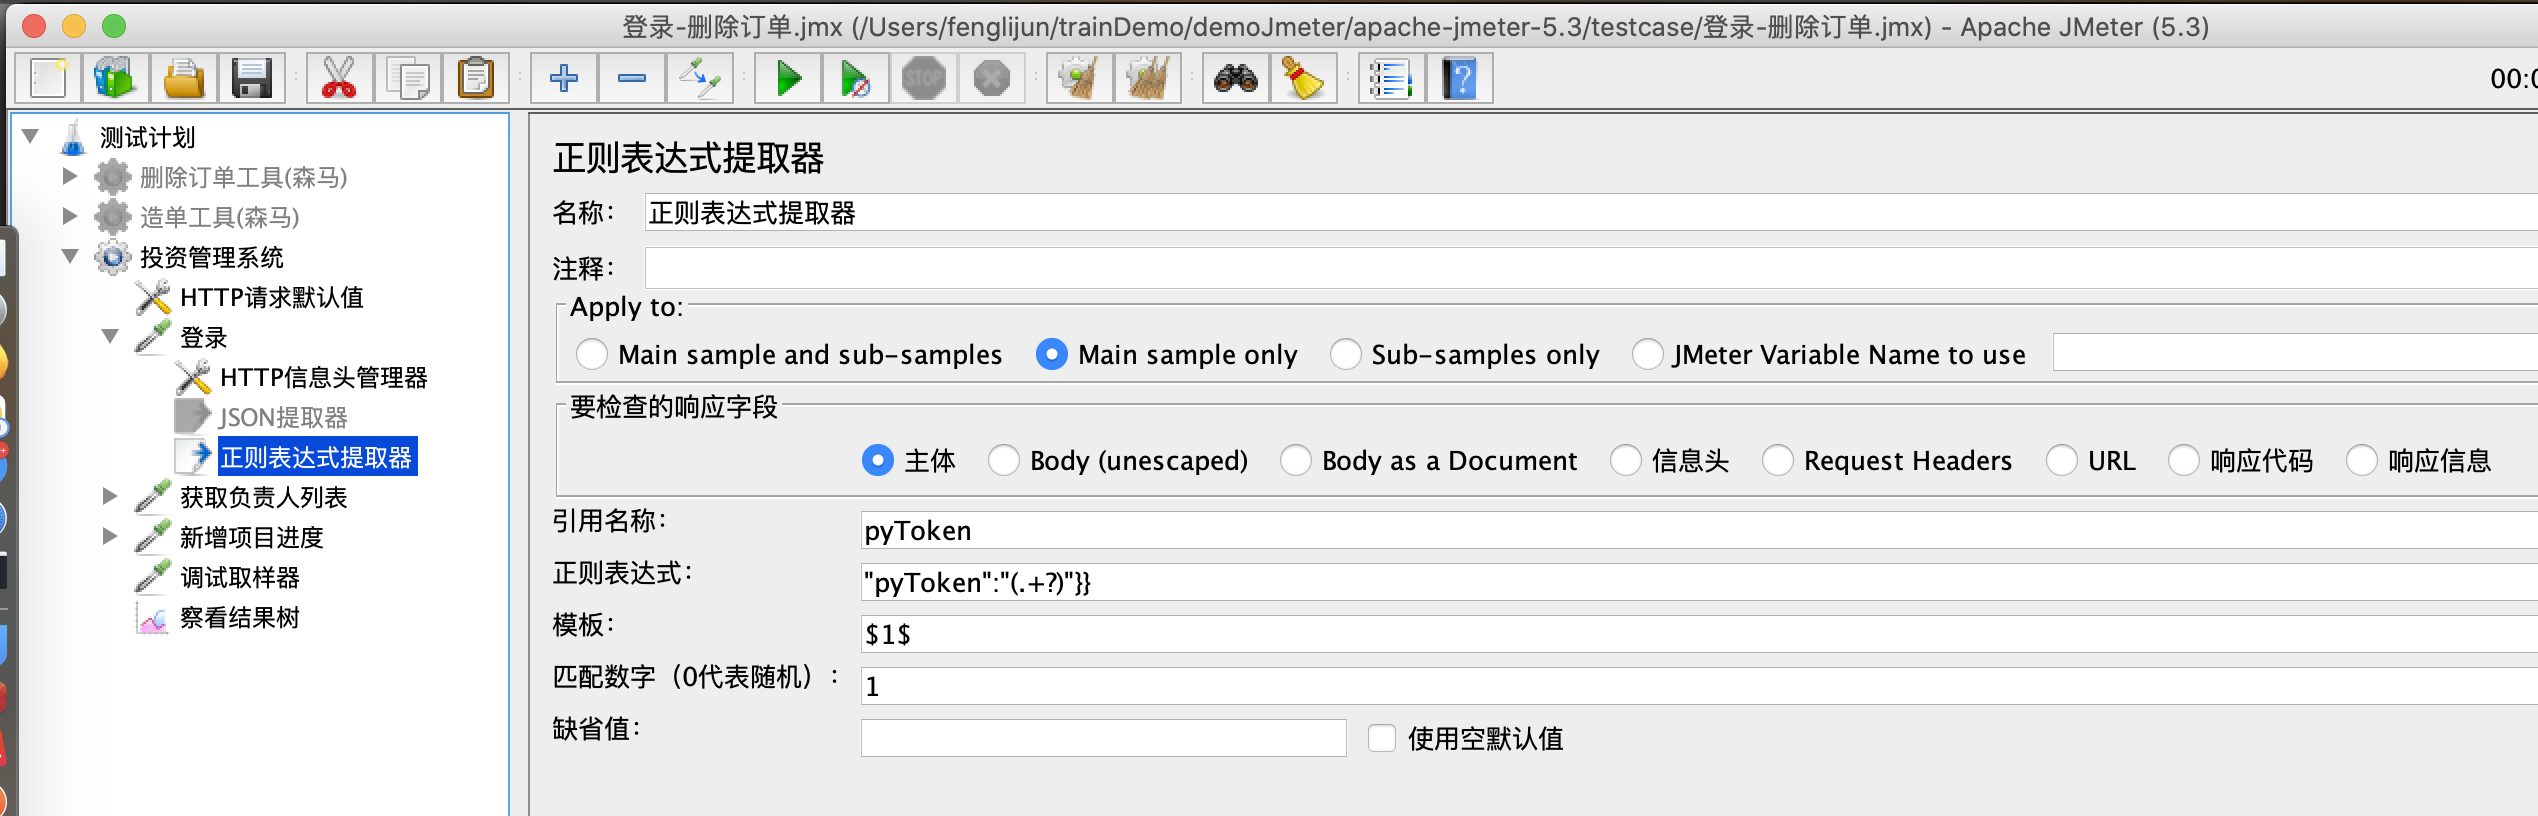 登录-删除订单.jmx (/Users/fenglijun/trainDemo/demoJmeter/apache-jmeter-5.3/testcase/登录-删除订单.jmx) - Apache JMeter (5.3)
STOP
测试计划
删除订单工具(森马)
造单工具(森马)
投资管理系统
HTTP请求默认值
登录
HTTP信息头管理器
JSON提取器
正则表达式提取器
获取负责人列表
新增项目进度
调试取样器
察看结果树
正则表达式提取器
名称： 正则表达式提取器
注释：
Apply to:
Main sample and sub-samples Main sample only Sub-samples only JMeter Variable Name to use
要检查的响应字段
主体 Body (unescaped) Body as a Document 信息头 Request Headers URL 响应代码 响应信息
引用名称： pyToken
正则表达式： "pyToken":"(.+?)"}}
模板： $1$
匹配数字（0代表随机）： 1
缺省值： 使用空默认值